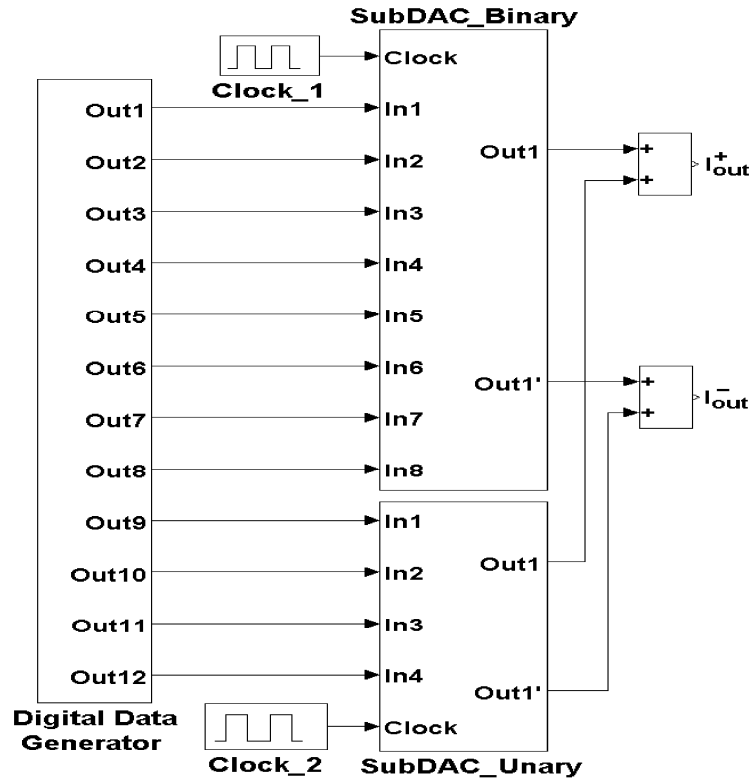 SubDAC_Binary
Clock
Clock_1
Out1
In1
Out2
In2
Out1
+
+
I+out
Out3
In3
Out4
In4
Out5
In5
Out6
In6
Out1'
+
+
I−out
Out7
In7
Out8
In8
Out9
In1
Out10
In2
Out1
Out11
In3
Out12
In4
Out1'
Digital Data
Generator
Clock
Clock_2
SubDAC_Unary